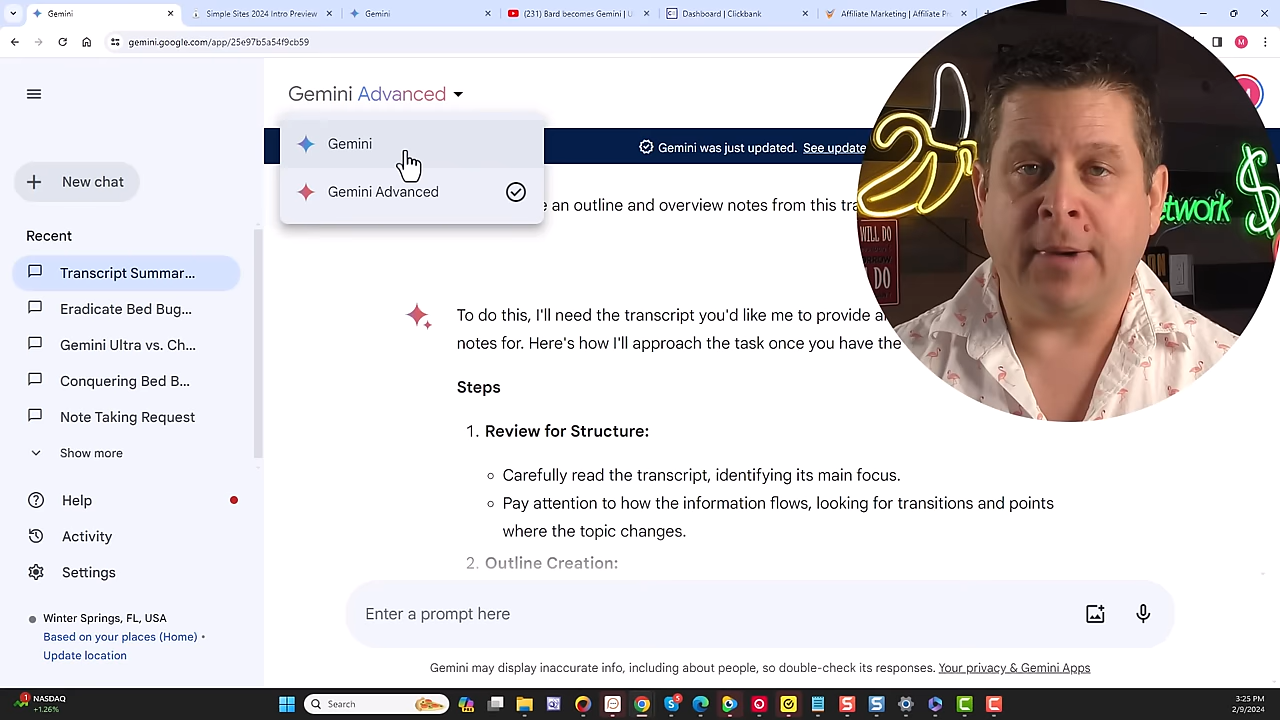 Gemini
Simple Sites 2024 Intro Preview
Gemini
(231) Bard becomes Gemini | U
Dashboard | Clickbank
Affiliate Marketing | Affiliate P
gemini.google.com/app/25e97b5a54f9cb59
M
Gemini Advanced
Gemini
Gemini Advanced
Gemini was just updated. See update
New chat
Recent
Transcript Summar...
Eradicate Bed Bug...
Gemini Ultra vs. Ch...
Conquering Bed B...
Note Taking Request
Show more
Help
Activity
Settings
Winter Springs, FL, USA
Based on your places (Home) •
Update location
e an outline and overview notes from this tra
To do this, I'll need the transcript you'd like me to provide a
notes for. Here's how I'll approach the task once you have the
Steps
1. Review for Structure:
Carefully read the transcript, identifying its main focus.
Pay attention to how the information flows, looking for transitions and points
where the topic changes.
2. Outline Creation:
Enter a prompt here
Gemini may display inaccurate info, including about people, so double-check its responses. Your privacy & Gemini Apps
etwork
$
WILL DO
DO
NASDAQ
+1.26%
Search
3:25 PM
2/9/2024